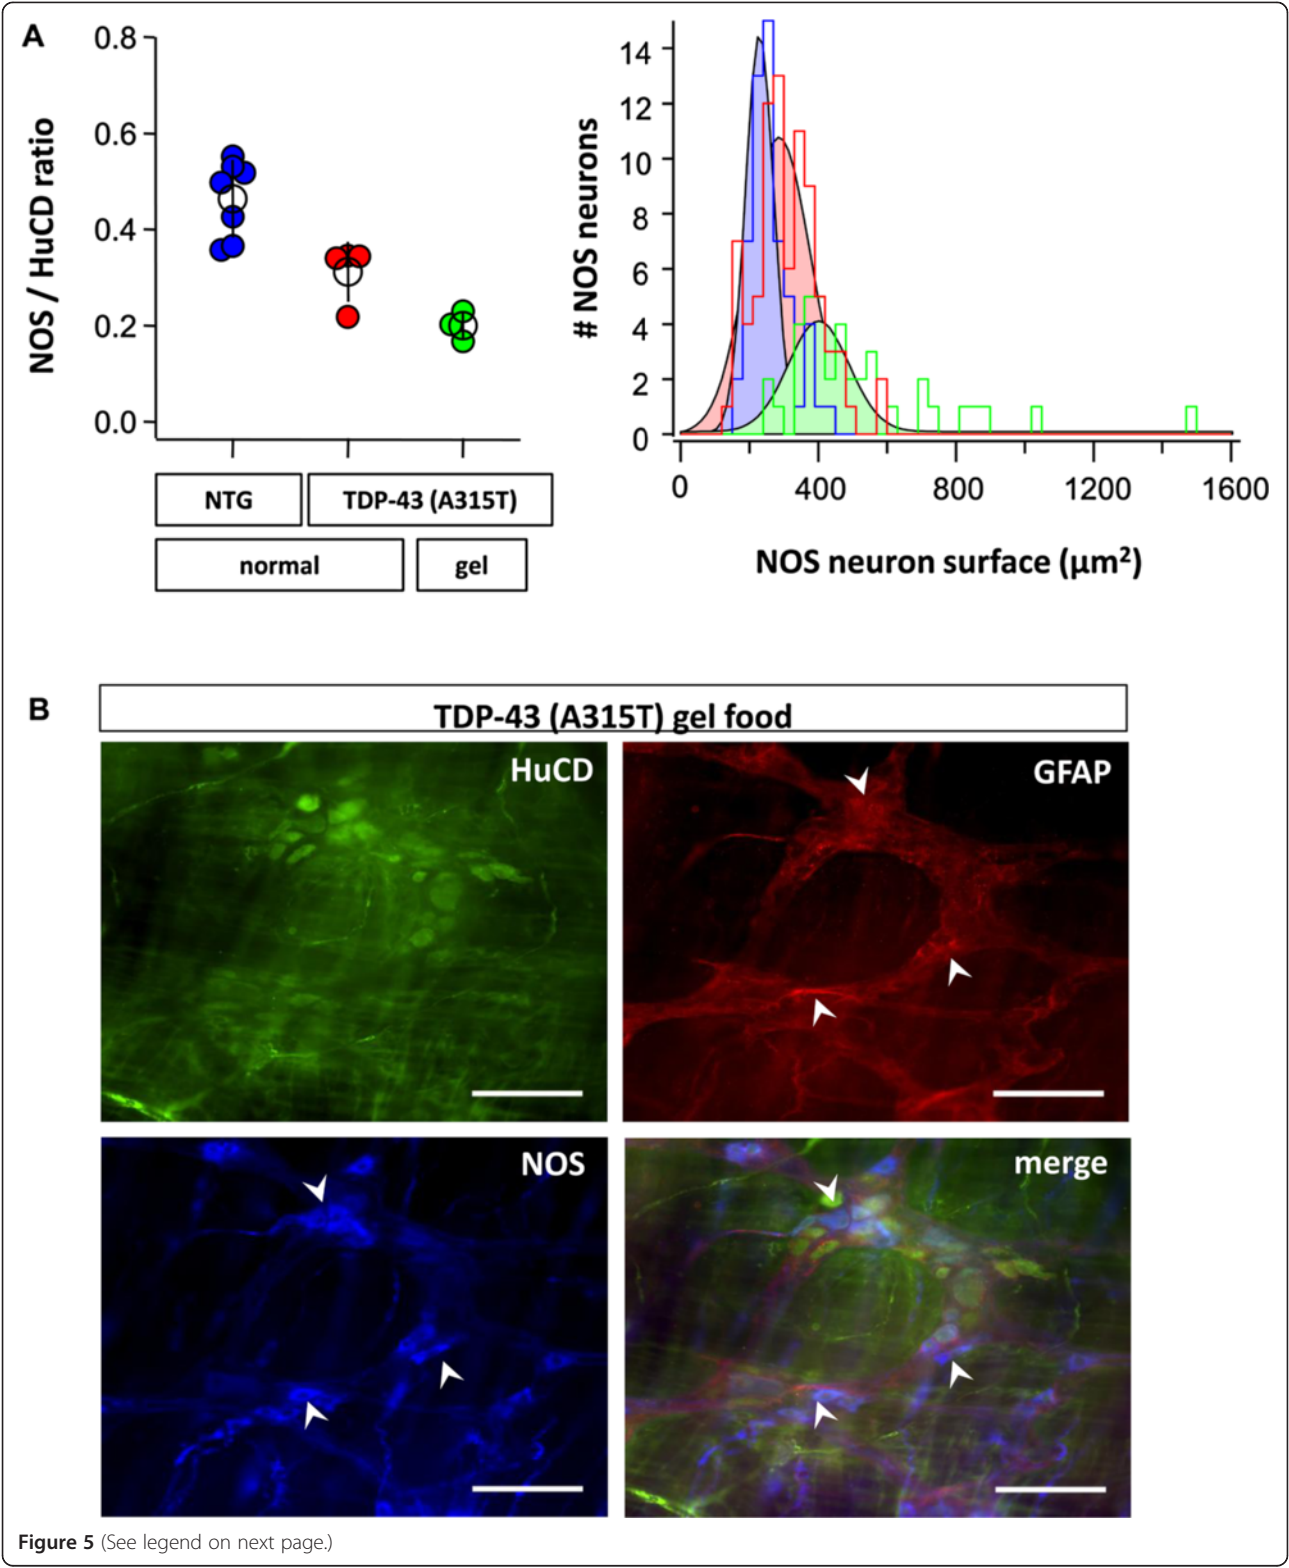 A
0.8
0.6
0.4
0.2
0.0
NOS / HuCD ratio
NTG
TDP-43 (A315T)
normal
gel
14
12
10
8
6
4
2
0
# NOS neurons
0
400
800
1200
1600
NOS neuron surface (µm²)
B
TDP-43 (A315T) gel food
HuCD
GFAP
NOS
merge
Figure 5 (See legend on next page.)